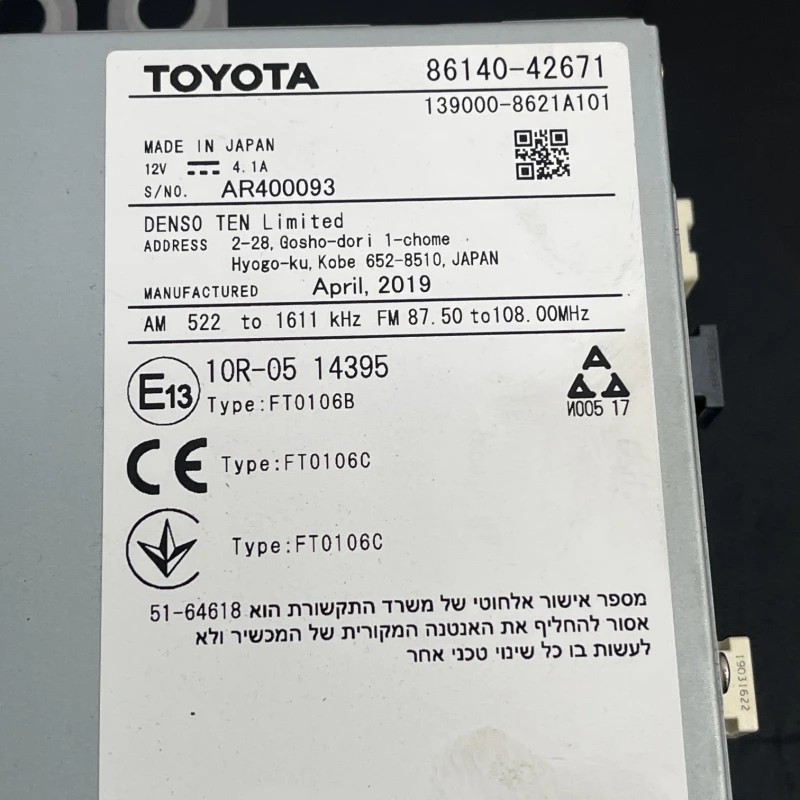 TOYOTA 86140-42671
139000-8621A101
MADE IN JAPAN
12V 4.1A
S/NO. AR400093
DENSO TEN Limited
ADDRESS 2-28, Gosho-dori 1-chome
Hyogo-ku, Kobe 652-8510, JAPAN
MANUFACTURED April, 2019
AM 522 to 1611 kHz FM 87.50 to108.00MHz
E13 10R-05 14395
Type:FT0106B
И005 17
CE Type:FT0106C
Type:FT0106C
מספר אישור אלחוטי של משרד התקשורת הוא 51-64618
אסור להחליף את האנטנה המקורית של המכשיר ולא
לעשות בו כל שינוי טכני אחר
19031622